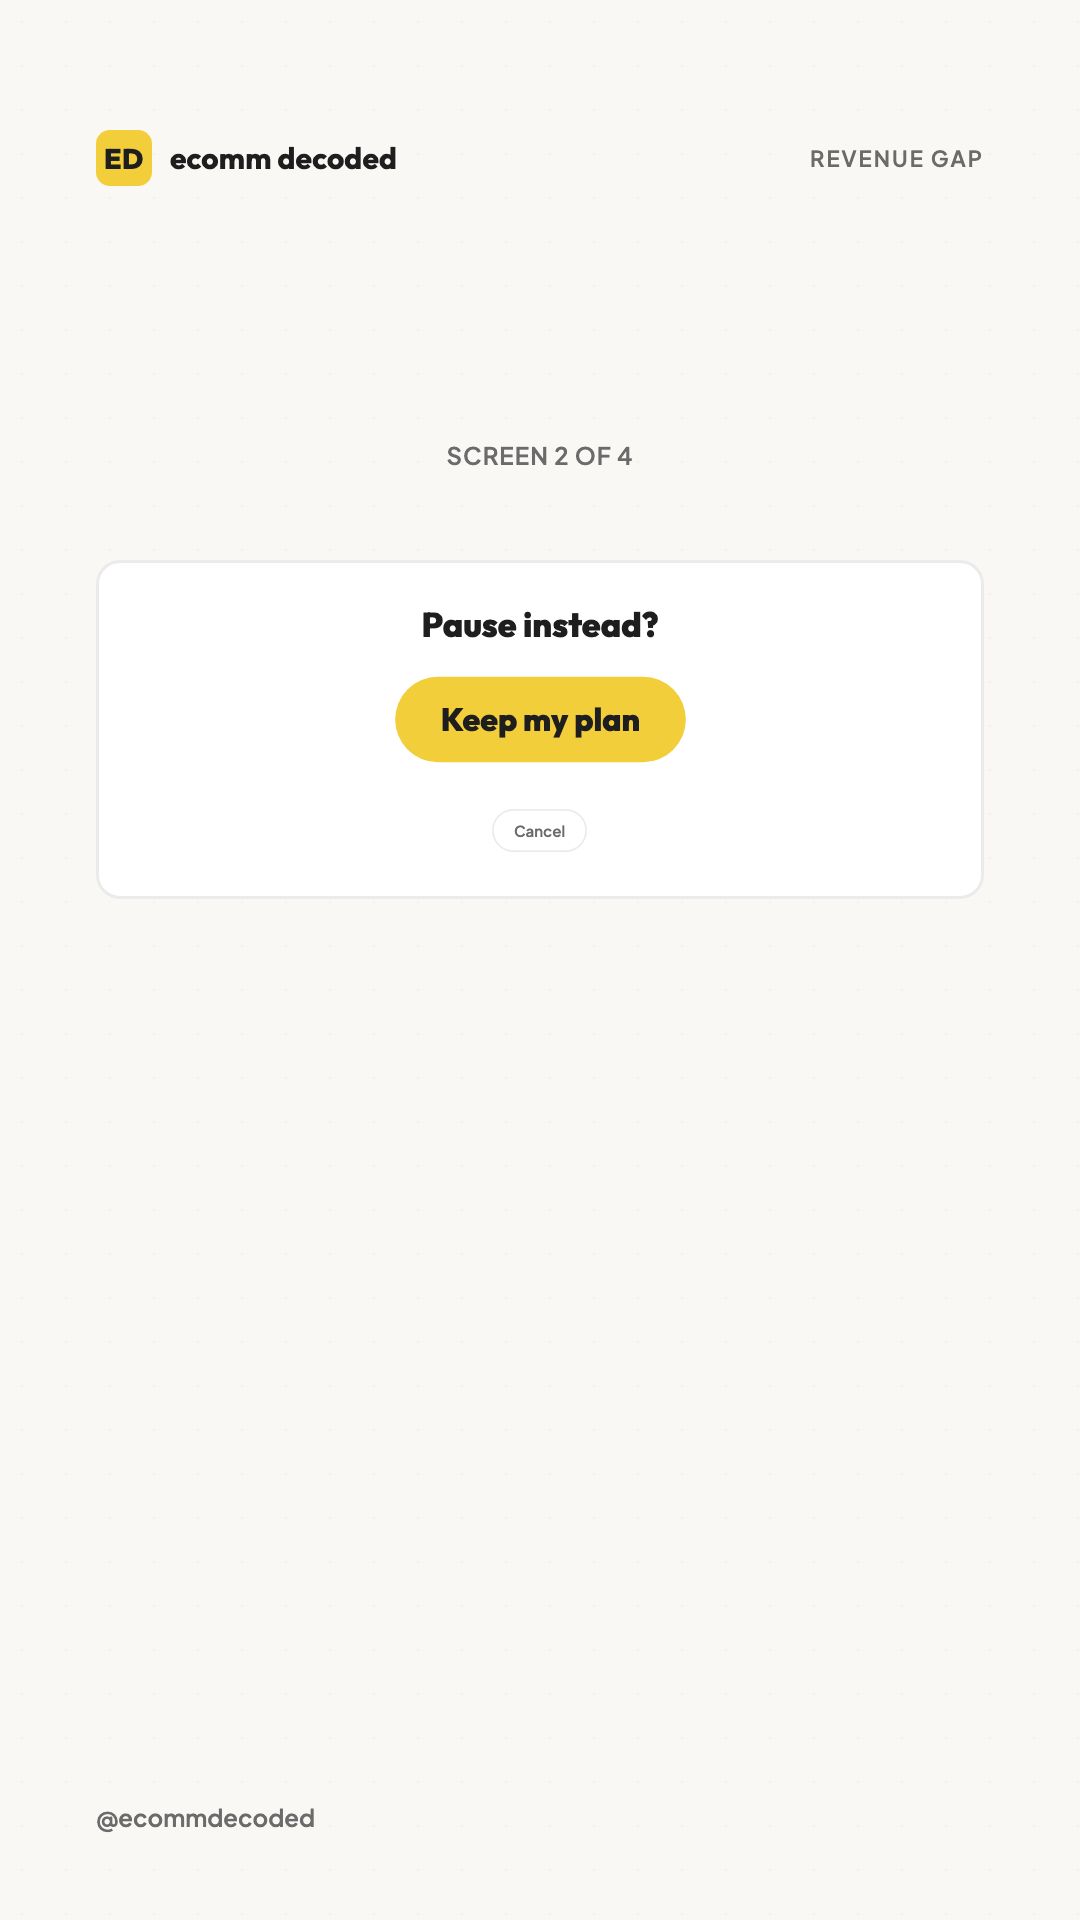 ED ecomm decoded
REVENUE GAP
SCREEN 2 OF 4
Pause instead?
Keep my plan
Cancel
@ecommdecoded